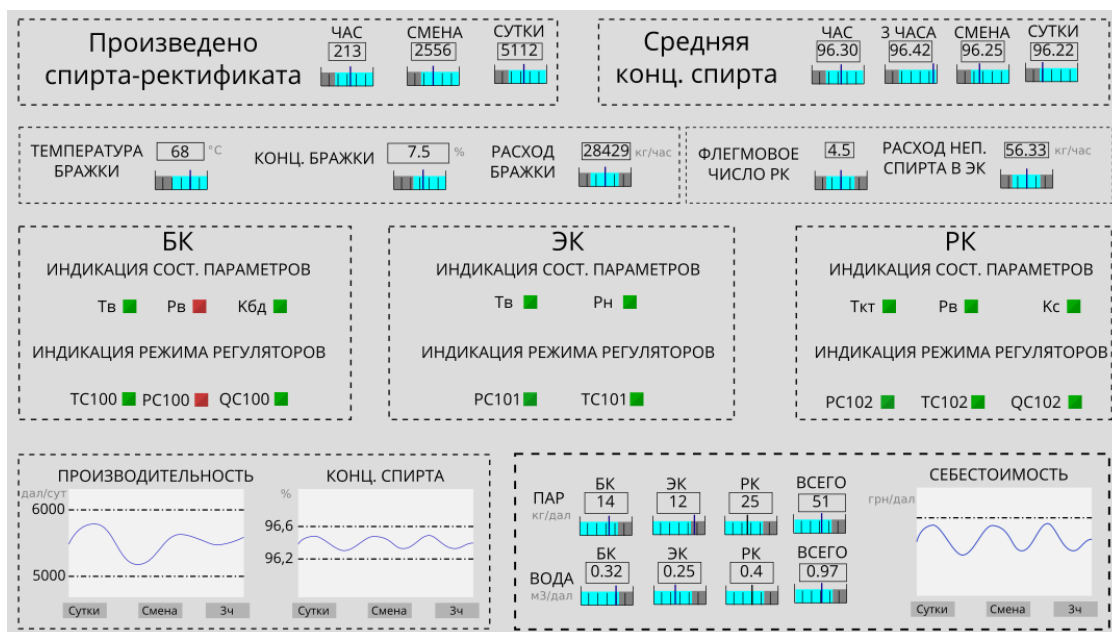 Произведено
спирта-ректификата
ЧАС СМЕНА СУТКИ
213 2556 5112
Средняя
конц. спирта
ЧАС 3 ЧАСА СМЕНА СУТКИ
96.30 96.42 96.25 96.22
ТЕМПЕРАТУРА
БРАЖКИ
68 °C
КОНЦ. БРАЖКИ 7.5 %
РАСХОД
БРАЖКИ
28429 кг/час
ФЛЕГМОВОЕ
ЧИСЛО РК
4.5
РАСХОД НЕП.
СПИРТА В ЭК
56.33 кг/час
БК
ИНДИКАЦИЯ СОСТ. ПАРАМЕТРОВ
Тв Рв Кбд
ИНДИКАЦИЯ РЕЖИМА РЕГУЛЯТОРОВ
TC100 PC100 QC100
ЭК
ИНДИКАЦИЯ СОСТ. ПАРАМЕТРОВ
Тв Рн
ИНДИКАЦИЯ РЕЖИМА РЕГУЛЯТОРОВ
PC101 TC101
РК
ИНДИКАЦИЯ СОСТ. ПАРАМЕТРОВ
Ткт Рв Кс
ИНДИКАЦИЯ РЕЖИМА РЕГУЛЯТОРОВ
PC102 TC102 QC102
ПРОИЗВОДИТЕЛЬНОСТЬ
дал/сут
6000
5000
Сутки Смена 3ч
КОНЦ. СПИРТА
%
96,6
96,2
Сутки Смена 3ч
БК ЭК РК ВСЕГО
ПАР 14 12 25 51
кг/дал
БК ЭК РК ВСЕГО
ВОДА 0.32 0.25 0.4 0.97
м3/дал
СЕБЕСТОИМОСТЬ
грн/дал
Сутки Смена 3ч